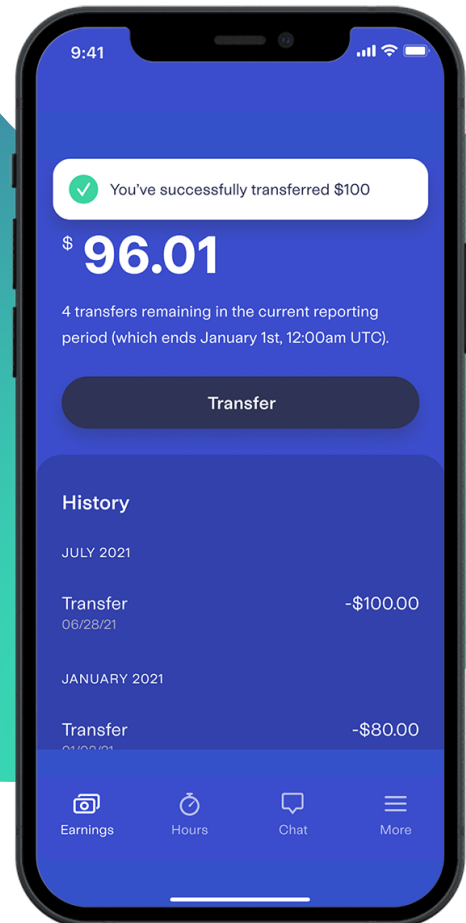 9:41
You've successfully transferred $100
$ 96.01
4 transfers remaining in the current reporting
period (which ends January 1st, 12:00am UTC).
Transfer
History
JULY 2021
Transfer -$100.00
06/28/21
JANUARY 2021
Transfer -$80.00
Earnings Hours Chat More